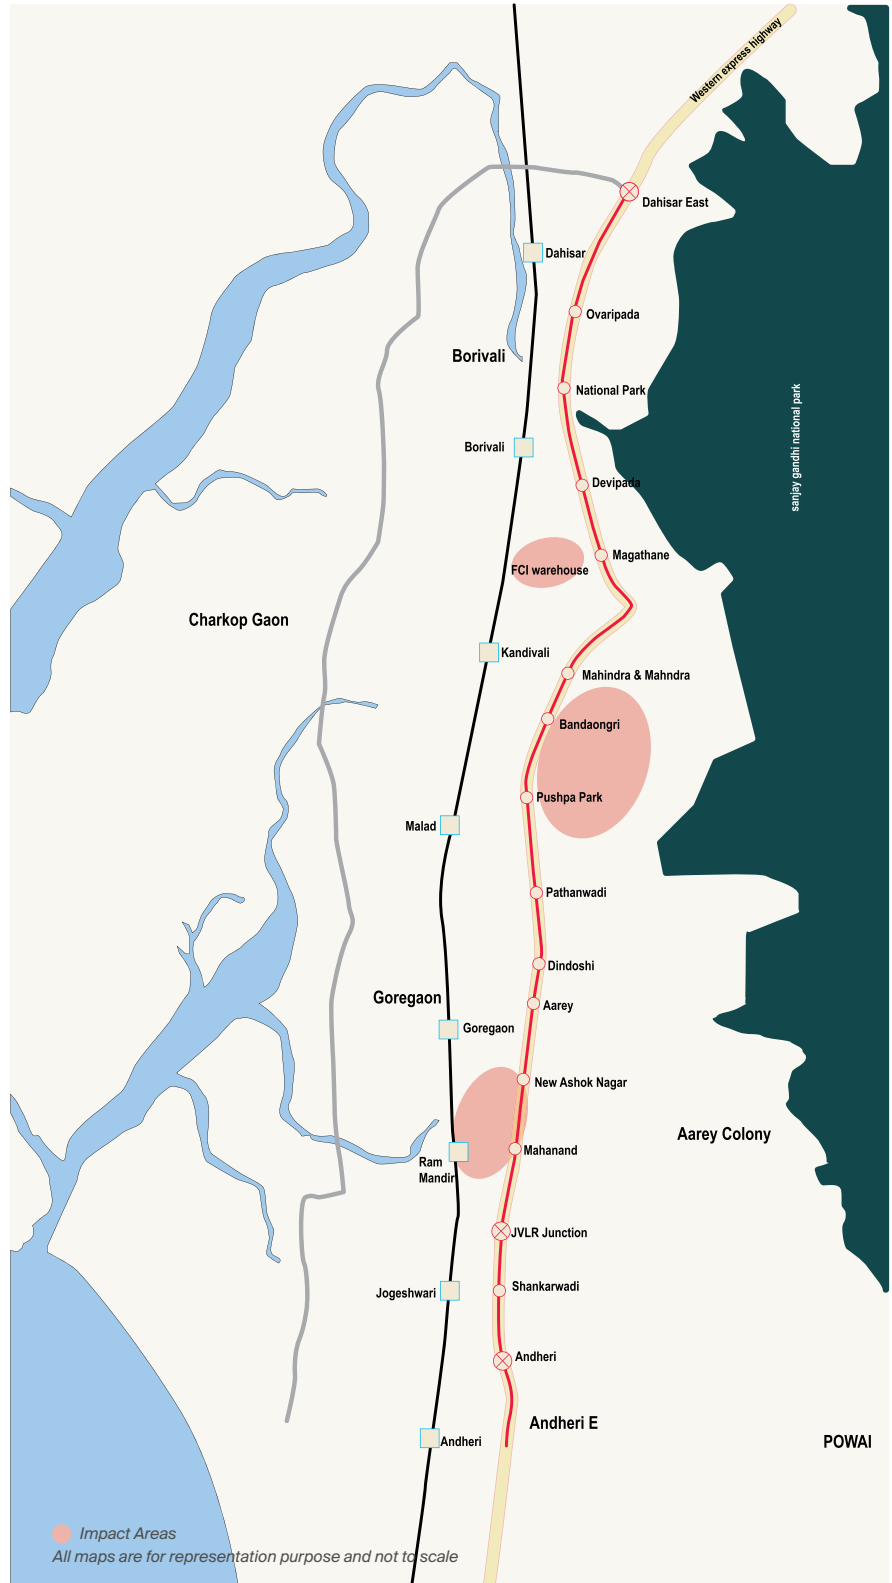 Western express highway
Dahisar East
Dahisar
Ovaripada
Borivali
National Park
sanjay gandhi national park
Borivali
Devipada
Magathane
FCI warehouse
Charkop Gaon
Kandivali
Mahindra & Mahndra
Bandaongri
Pushpa Park
Malad
Pathanwadi
Dindoshi
Goregaon
Aarey
Goregaon
New Ashok Nagar
Aarey Colony
Mahanand
Ram
Mandir
JVLR Junction
Shankarwadi
Jogeshwari
Andheri
Andheri E
Andheri
POWAI
Impact Areas
All maps are for representation purpose and not to scale